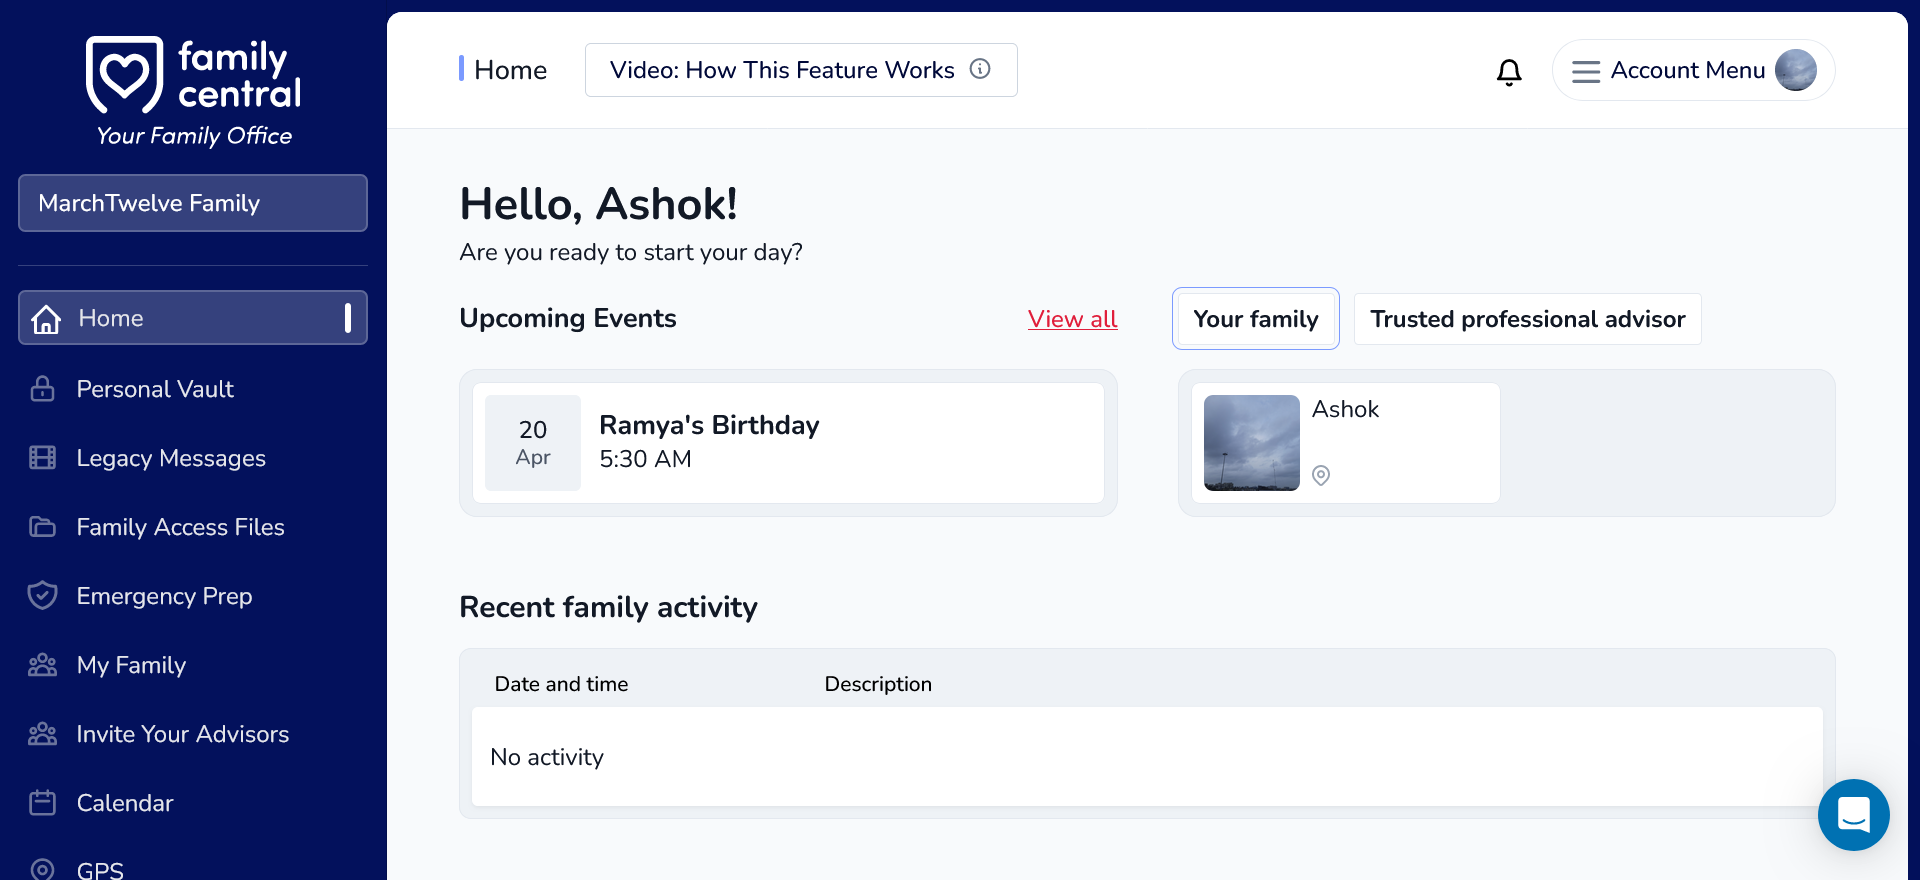 family
central
Your Family Office
MarchTwelve Family
Home
Personal Vault
Legacy Messages
Family Access Files
Emergency Prep
My Family
Invite Your Advisors
Calendar
GPS
Home
Video: How This Feature Works
Account Menu
Hello, Ashok!
Are you ready to start your day?
Upcoming Events
View all
20
Apr
Ramya's Birthday
5:30 AM
Your family
Trusted professional advisor
Ashok
Recent family activity
Date and time
Description
No activity